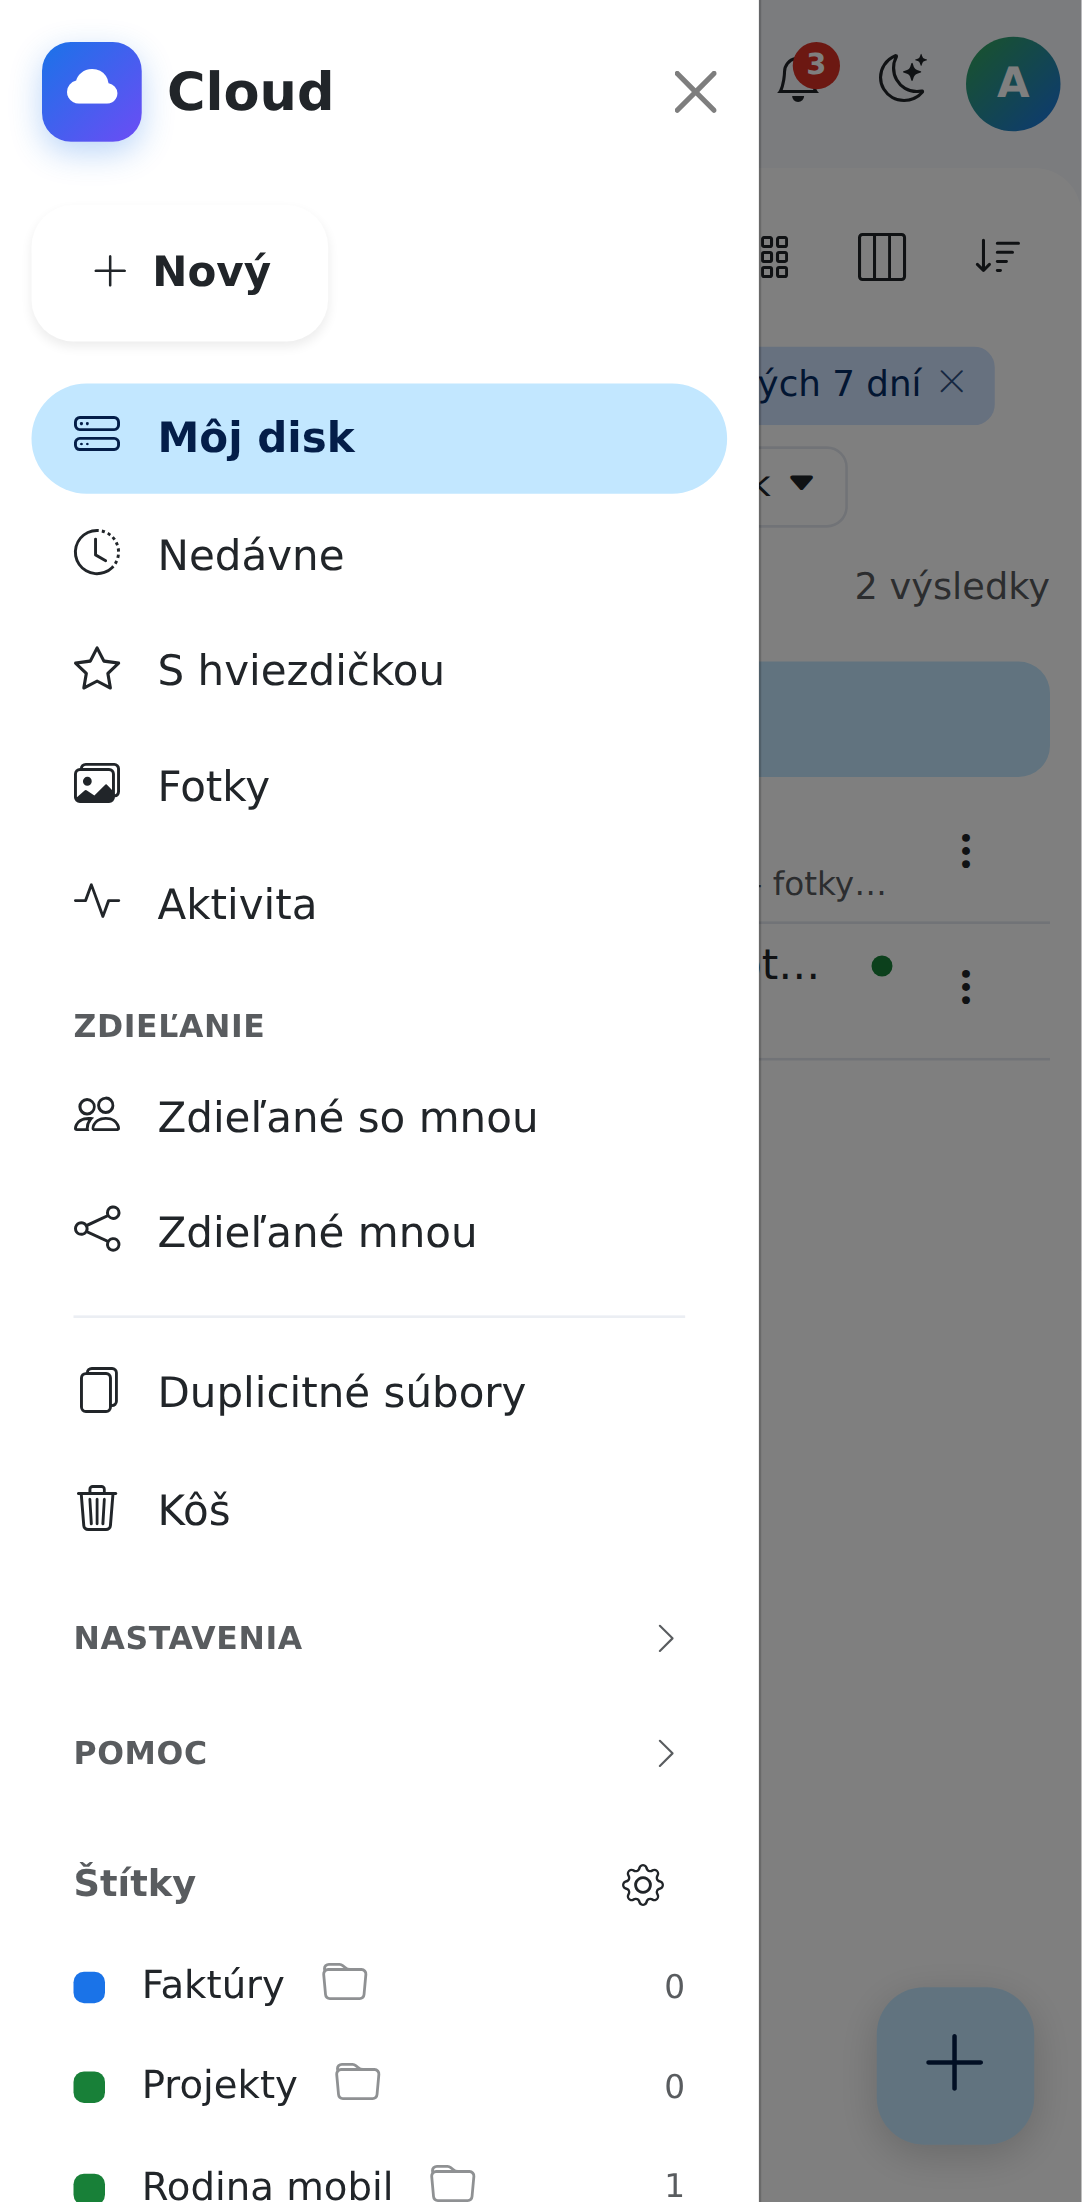 Cloud
3
A
Nový
Môj disk
ých 7 dní
Nedávne
2 výsledky
S hviezdičkou
Fotky
fotky...
Aktivita
t...
ZDIEĽANIE
Zdieľané so mnou
Zdieľané mnou
Duplicitné súbory
Kôš
NASTAVENIA
POMOC
Štítky
Faktúry 0
Projekty 0
Rodina mobil 1